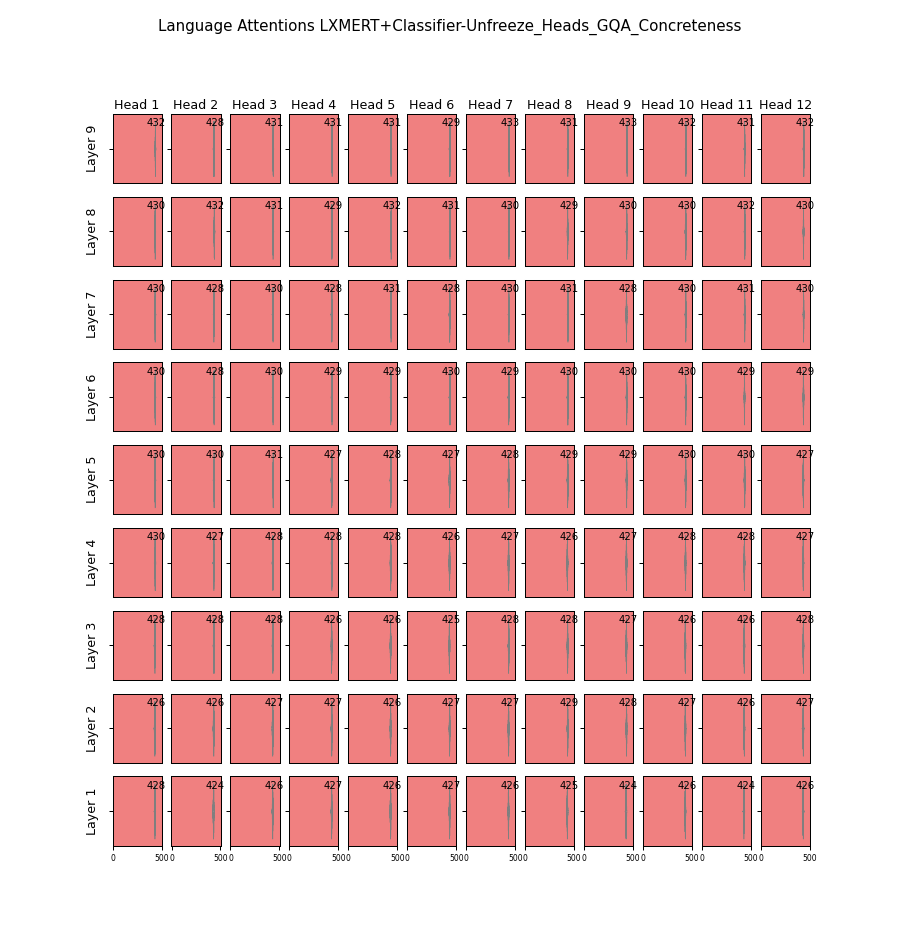 Language Attentions LXMERT+Classifier-Unfreeze_Heads_GQA_Concreteness
Head 1 Head 2 Head 3 Head 4 Head 5 Head 6 Head 7 Head 8 Head 9 Head 10 Head 11 Head 12
Layer 9 432 428 431 431 431 429 433 431 433 432 431 432
Layer 8 430 432 431 429 432 431 430 429 430 430 432 430
Layer 7 430 428 430 428 431 428 430 431 428 430 431 430
Layer 6 430 428 430 429 429 430 429 430 430 430 429 429
Layer 5 430 430 431 427 428 427 428 429 429 430 430 427
Layer 4 430 427 428 428 428 426 427 426 427 428 428 427
Layer 3 428 428 428 426 426 425 428 428 427 426 426 428
Layer 2 426 426 427 427 426 427 427 429 428 427 426 427
Layer 1 428 424 426 427 426 427 426 425 424 426 424 426
0 500 0 500 0 500 0 500 0 500 0 500 0 500 0 500 0 500 0 500 0 500 0 500